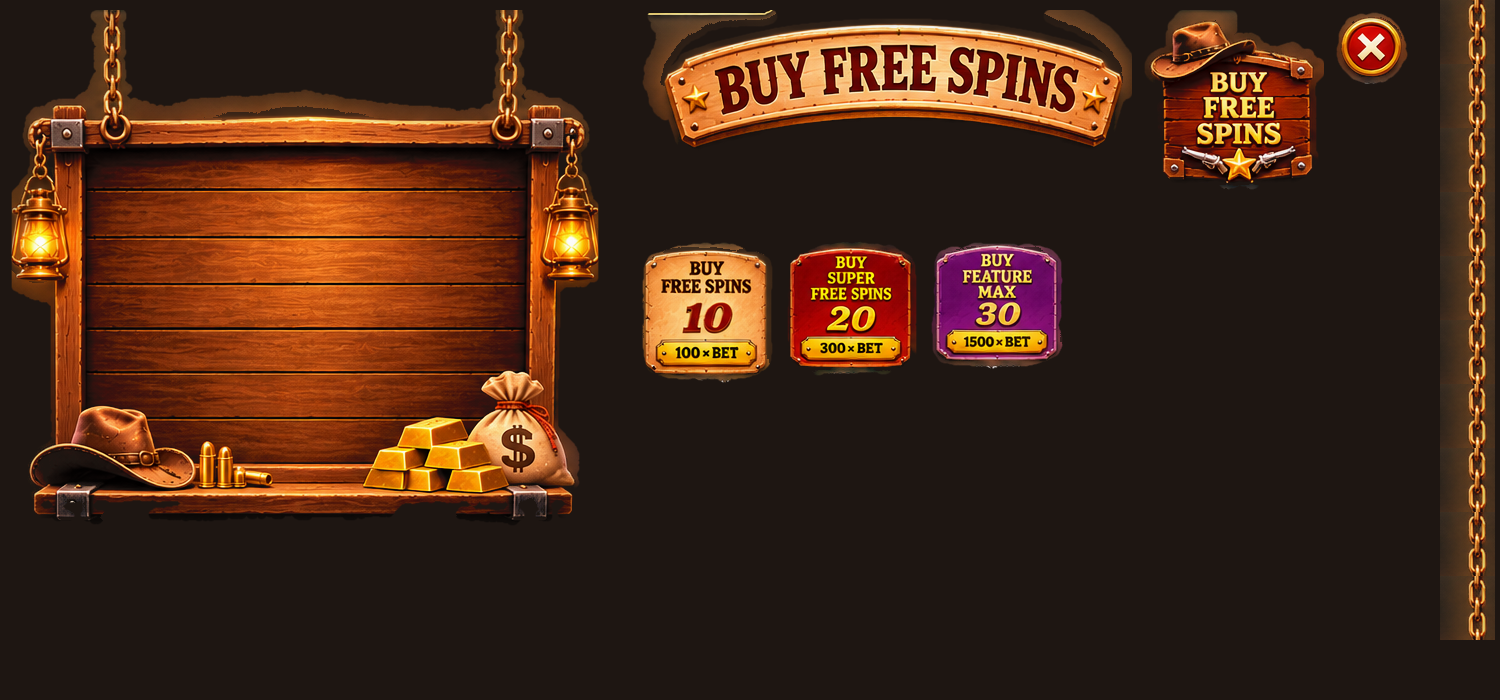 BUY FREE SPINS
BUY
FREE
SPINS
BUY
FREE SPINS
10
100×BET
BUY
SUPER
FREE SPINS
20
300×BET
BUY
FEATURE
MAX
30
1500×BET
$